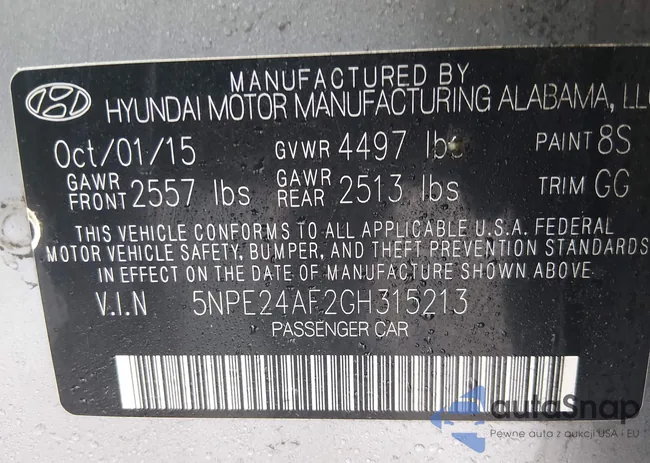 MANUFACTURED BY
HYUNDAI MOTOR MANUFACTURING ALABAMA, LLC
Oct/01/15 GVWR 4497 lbs PAINT 8S
GAWR FRONT 2557 lbs GAWR REAR 2513 lbs TRIM GG
THIS VEHICLE CONFORMS TO ALL APPLICABLE U.S.A. FEDERAL
MOTOR VEHICLE SAFETY, BUMPER, AND THEFT PREVENTION STANDARDS
IN EFFECT ON THE DATE OF MANUFACTURE SHOWN ABOVE.
V.I.N 5NPE24AF2GH315213
PASSENGER CAR
autaSnap
Pewne auta z aukcji USA i EU